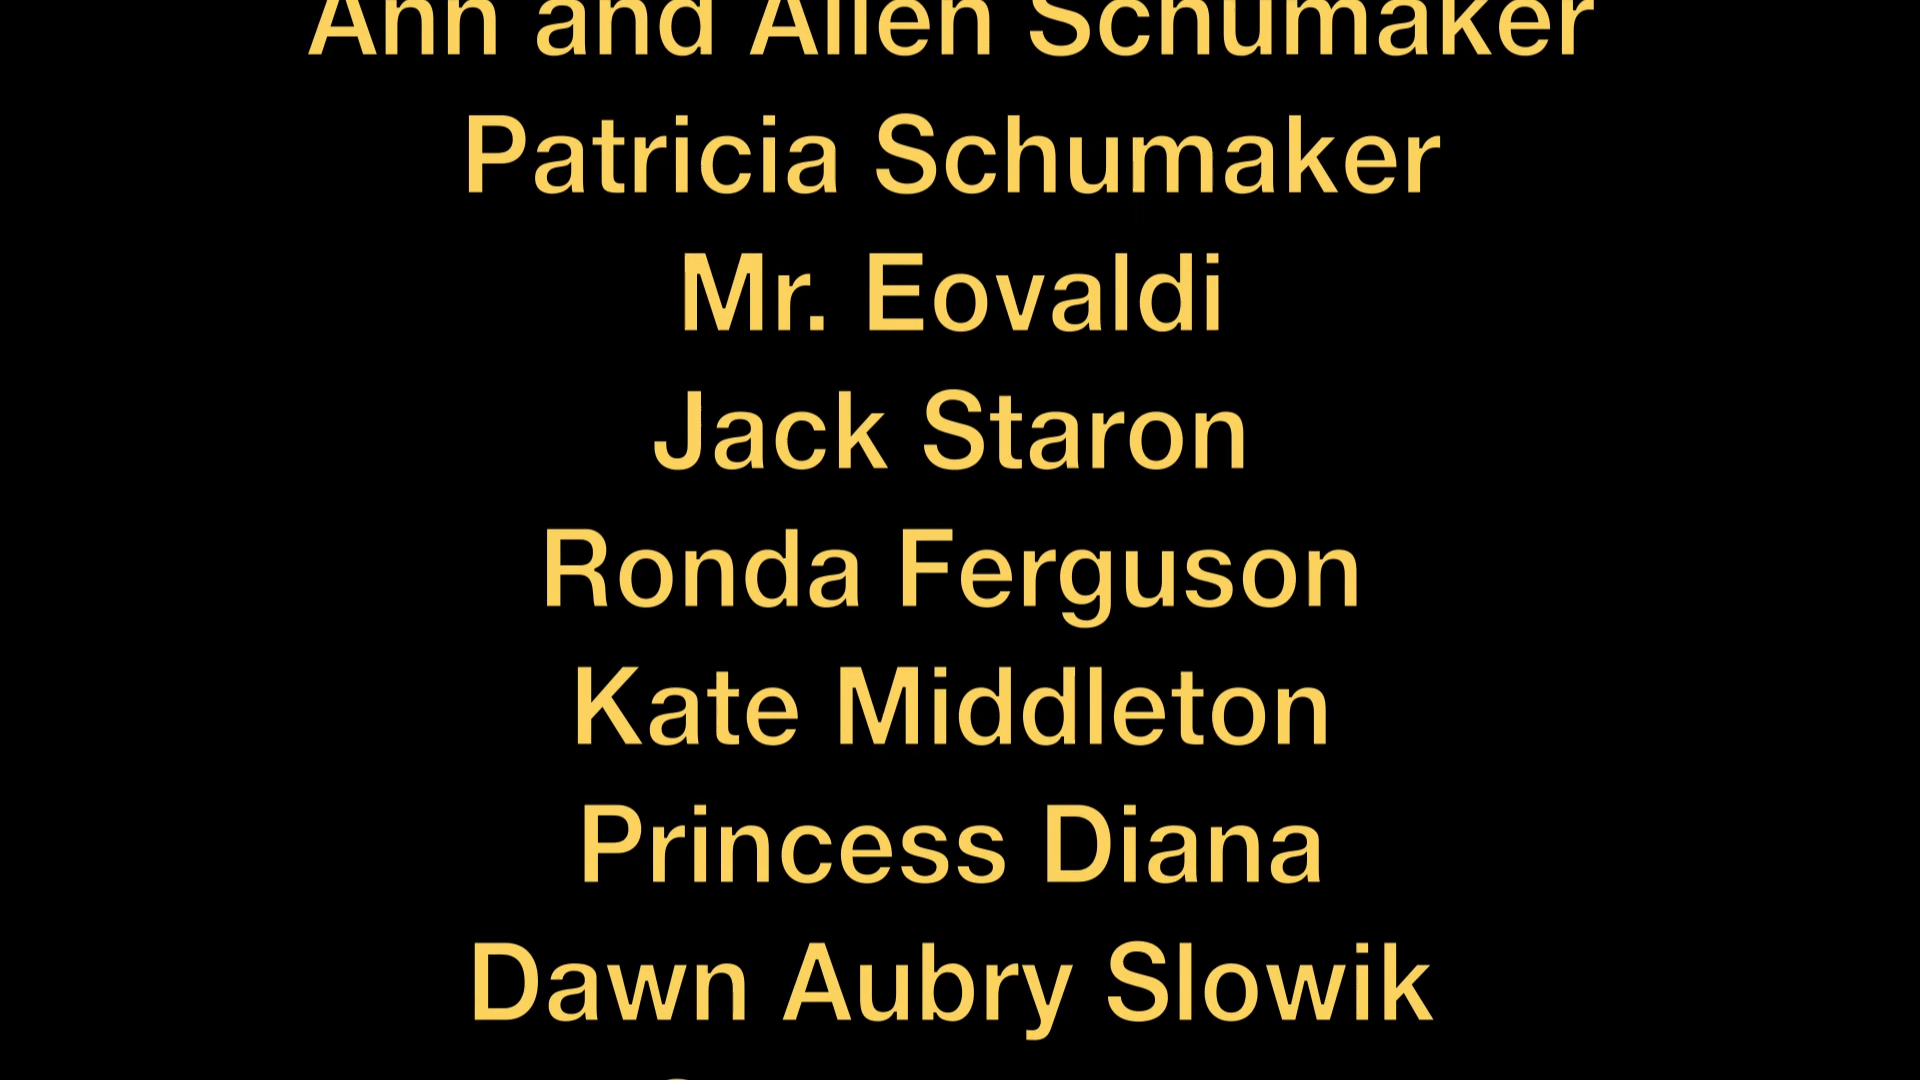 Ann and Allen Schumaker
Patricia Schumaker
Mr. Eovaldi
Jack Staron
Ronda Ferguson
Kate Middleton
Princess Diana
Dawn Aubry Slowik